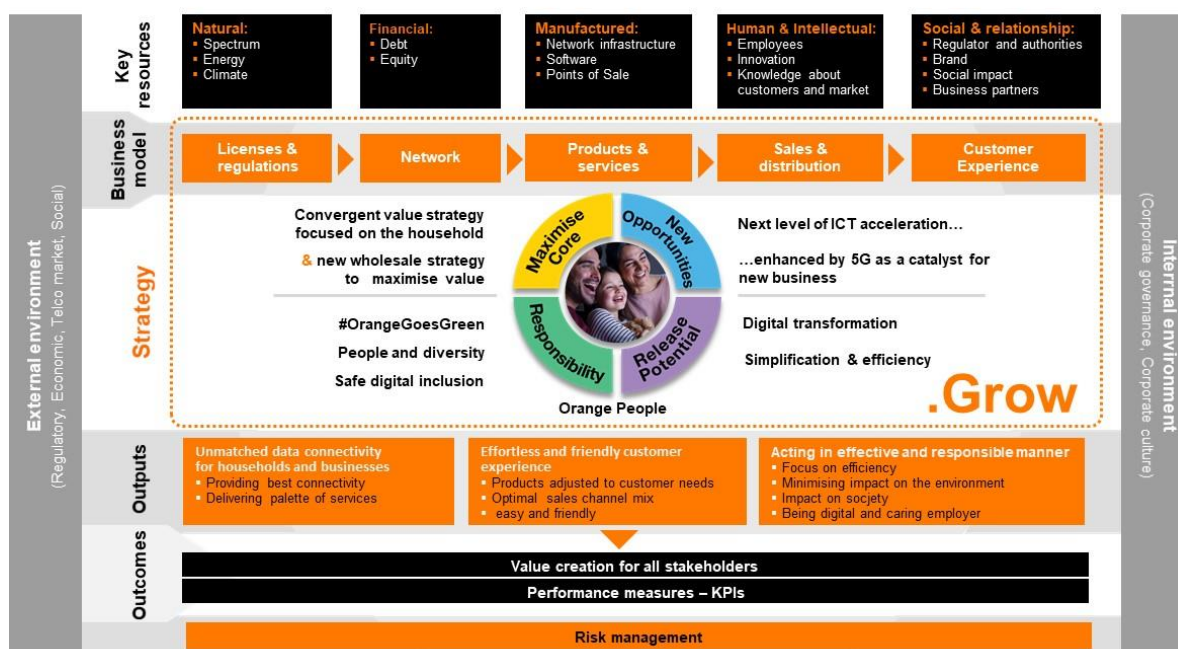 External environment
(Regulatory, Economic, Telco market, Social)
Key
resources
Natural:
▪ Spectrum
▪ Energy
▪ Climate
Financial:
▪ Debt
▪ Equity
Manufactured:
▪ Network infrastructure
▪ Software
▪ Points of Sale
Human & Intellectual:
▪ Employees
▪ Innovation
▪ Knowledge about
customers and market
Social & relationship:
▪ Regulator and authorities
▪ Brand
▪ Social impact
▪ Business partners
Business
model
Licenses &
regulations
Network
Products &
services
Sales &
distribution
Customer
Experience
Strategy
Convergent value strategy
focused on the household
& new wholesale strategy
to maximise value
#OrangeGoesGreen
People and diversity
Safe digital inclusion
Maximise
Core
New
Opportunities
Responsibility
Release
Potential
Orange People
Next level of ICT acceleration…
…enhanced by 5G as a catalyst for
new business
Digital transformation
Simplification & efficiency
.Grow
Outputs
Unmatched data connectivity
for households and businesses
▪ Providing best connectivity
▪ Delivering palette of services
Effortless and friendly customer
experience
▪ Products adjusted to customer needs
▪ Optimal sales channel mix
▪ easy and friendly
Acting in effective and responsible manner
▪ Focus on efficiency
▪ Minimising impact on the environment
▪ Impact on society
▪ Being digital and caring employer
Outcomes
Value creation for all stakeholders
Performance measures – KPIs
Risk management
Interrnal environment
(Corporate governance, Corporate culture)